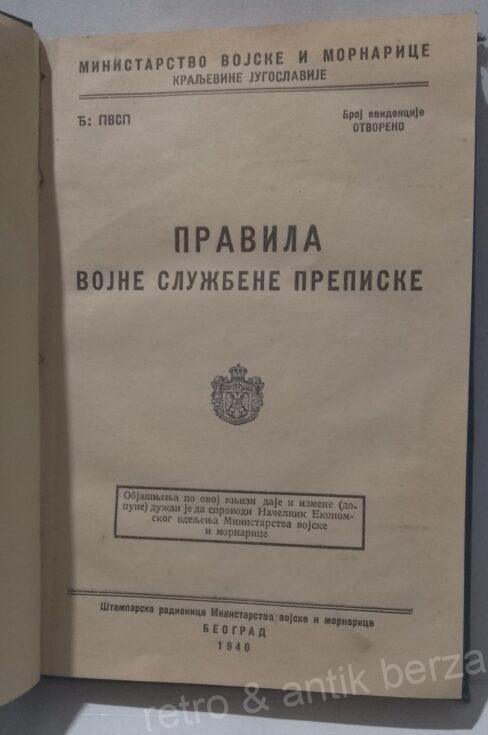 МИНИСТАРСТВО ВОЈСКЕ И МОРНАРИЦЕ
КРАЉЕВИНЕ ЈУГОСЛАВИЈЕ
Ђ: ПВСП
Број евиденције
ОТВОРЕНО
ПРАВИЛА
ВОЈНЕ СЛУЖБЕНЕ ПРЕПИСКЕ
Објашњења по овој књизи даје и измене (до-
пуне) дужан је да спроводи Начелник Економ-
ског одељења Министарства војске
и морнарице
Штампарска радионица Министарства војске и морнарице
БЕОГРАД
1940
retro & antik berza